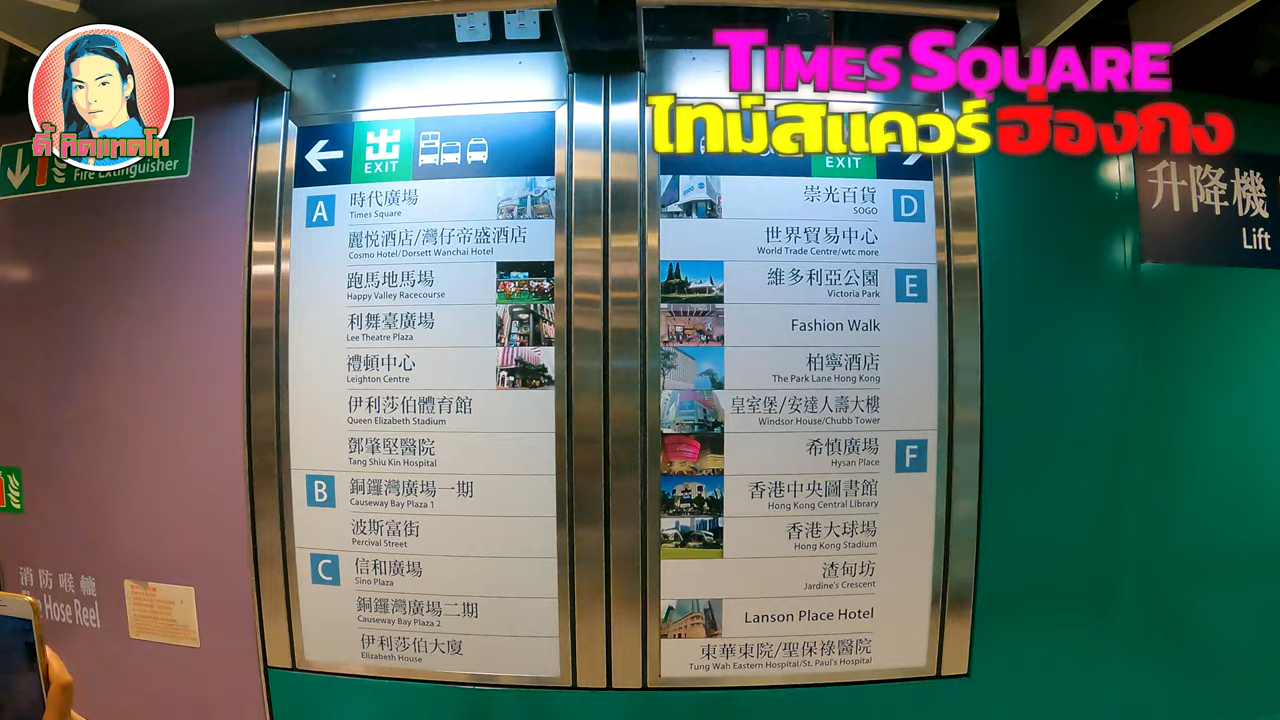 TIMES SQUARE
ไทม์สแควร์ ฮ่องกง
ตี๋ ทิดแทดโท
Fire Extinguisher
出
EXIT
A
時代廣場
Times Square
麗悦酒店/灣仔帝盛酒店
Cosmo Hotel/Dorsett Wanchai Hotel
跑馬地馬場
Happy Valley Racecourse
利舞臺廣場
Lee Theatre Plaza
禮頓中心
Leighton Centre
伊利莎伯體育館
Queen Elizabeth Stadium
鄧肇堅醫院
Tang Shiu Kin Hospital
B
銅鑼灣廣場一期
Causeway Bay Plaza 1
波斯富街
Percival Street
C
信和廣場
Sino Plaza
銅鑼灣廣場二期
Causeway Bay Plaza 2
伊利莎伯大廈
Elizabeth House
EXIT
崇光百貨
SOGO
D
世界貿易中心
World Trade Centre/wtc more
維多利亞公園
Victoria Park
E
Fashion Walk
柏寧酒店
The Park Lane Hong Kong
皇室堡/安達人壽大樓
Windsor House/Chubb Tower
希慎廣場
Hysan Place
F
香港中央圖書館
Hong Kong Central Library
香港大球場
Hong Kong Stadium
渣甸坊
Jardine's Crescent
Lanson Place Hotel
東華東院/聖保祿醫院
Tung Wah Eastern Hospital/St. Paul's Hospital
升降機
Lift
消防喉轆
Hose Reel